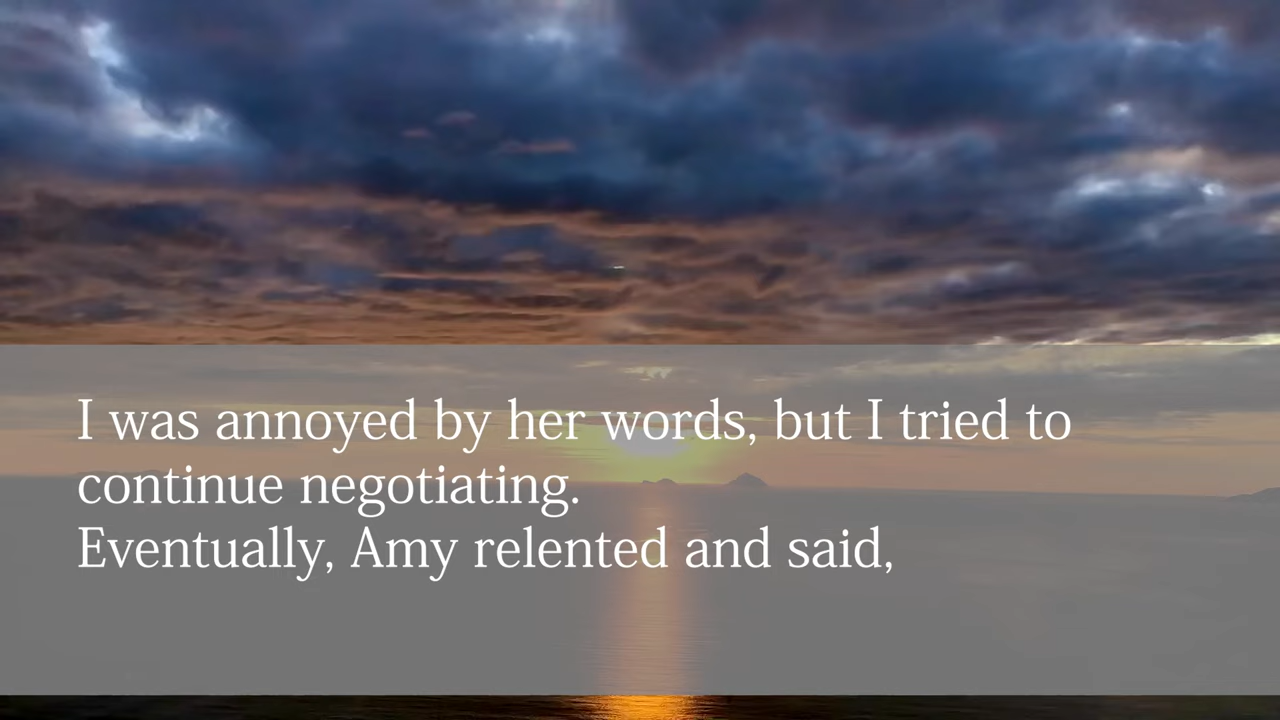 I was annoyed by her words, but I tried to
continue negotiating.
Eventually, Amy relented and said,